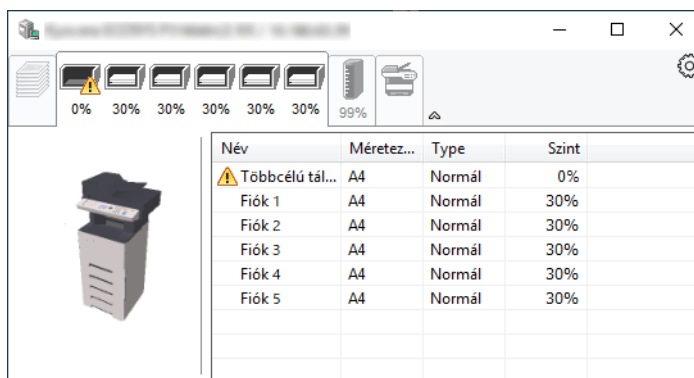 0% 30% 30% 30% 30% 30% 99%
Név Méretez... Type Szint
Többcélú tál... A4 Normál 0%
Fiók 1 A4 Normál 30%
Fiók 2 A4 Normál 30%
Fiók 3 A4 Normál 30%
Fiók 4 A4 Normál 30%
Fiók 5 A4 Normál 30%